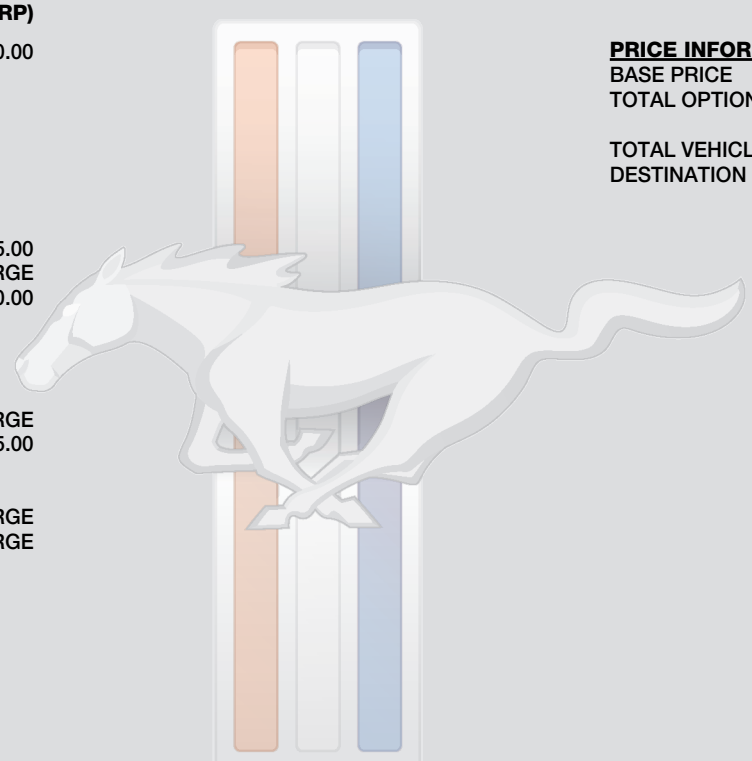 RP)
0.00
5.00
RGE
0.00
RGE
5.00
RGE
RGE
PRICE INFOR
BASE PRICE
TOTAL OPTION
TOTAL VEHICL
DESTINATION